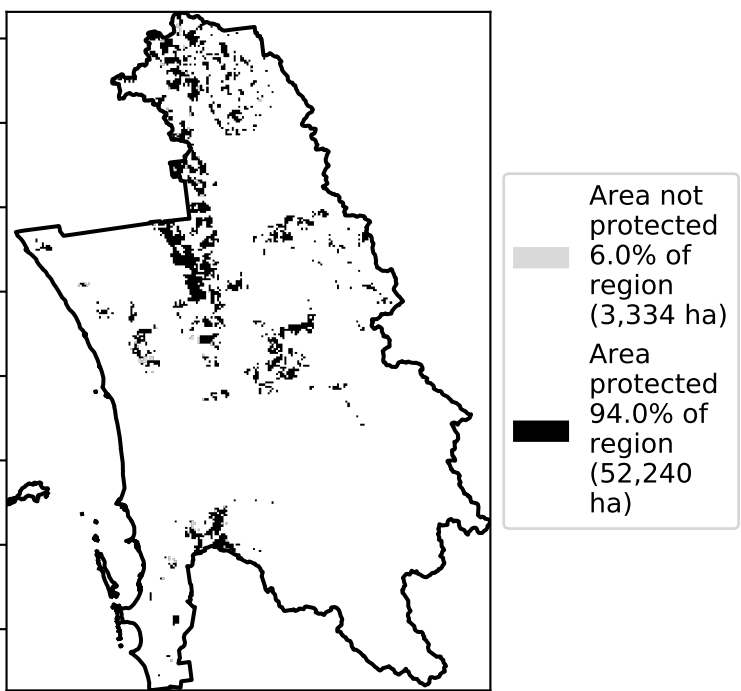 Area not
protected
6.0% of
region
(3,334 ha)
Area
protected
94.0% of
region
(52,240
ha)